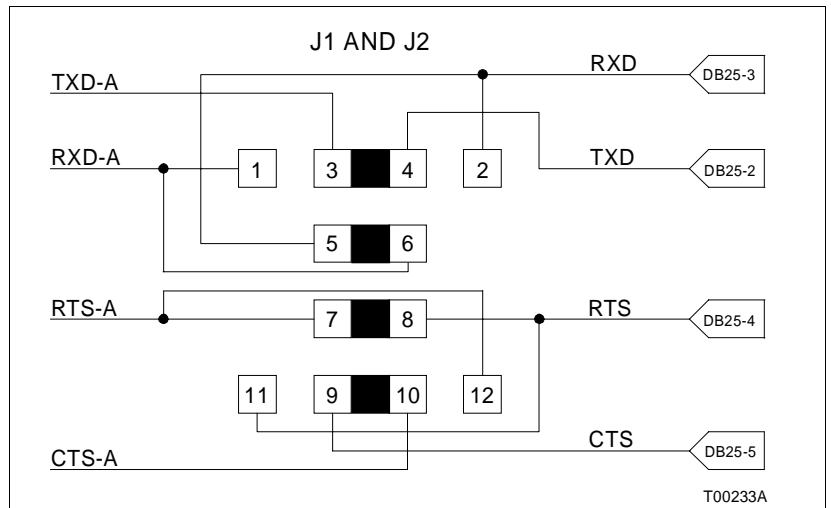 J1 AND J2
RXD
DB25-3
TXD-A
RXD-A
1
3
4
2
TXD
DB25-2
5
6
RTS-A
7
8
RTS
DB25-4
11
9
10
12
CTS-A
CTS
DB25-5
T00233A